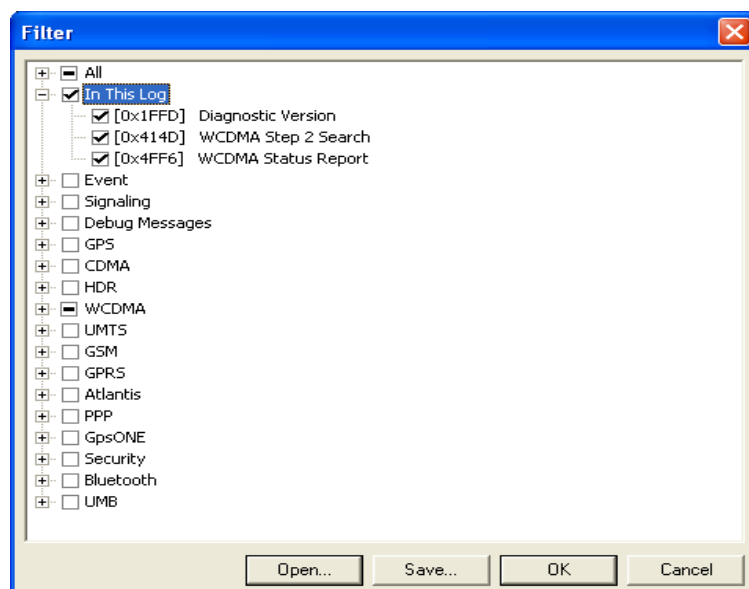 Filter
All
In This Log
[0x1FFD] Diagnostic Version
[0x414D] WCDMA Step 2 Search
[0x4FF6] WCDMA Status Report
Event
Signaling
Debug Messages
GPS
CDMA
HDR
WCDMA
UMTS
GSM
GPRS
Atlantis
PPP
GpsONE
Security
Bluetooth
UMB
Open... Save... OK Cancel